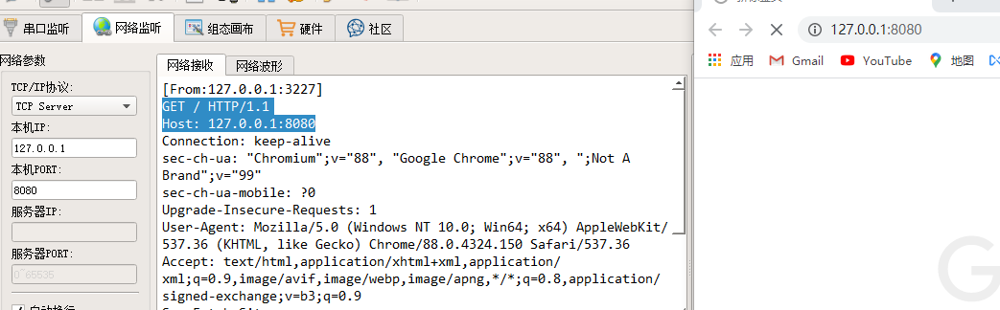 串口监听
网络监听
组态画布
硬件
社区
网络参数
TCP/IP协议:
TCP Server
本机IP:
127.0.0.1
本机PORT:
8080
服务器IP:
服务器PORT:
0~65535
自动换行
网络接收
网络波形
[From:127.0.0.1:3227]
GET / HTTP/1.1
Host: 127.0.0.1:8080
Connection: keep-alive
sec-ch-ua: "Chromium";v="88", "Google Chrome";v="88", ";Not A
Brand";v="99"
sec-ch-ua-mobile: ?0
Upgrade-Insecure-Requests: 1
User-Agent: Mozilla/5.0 (Windows NT 10.0; Win64; x64) AppleWebKit/
537.36 (KHTML, like Gecko) Chrome/88.0.4324.150 Safari/537.36
Accept: text/html,application/xhtml+xml,application/
xml;q=0.9,image/avif,image/webp,image/apng,*/*;q=0.8,application/
signed-exchange;v=b3;q=0.9
127.0.0.1:8080
应用
Gmail
YouTube
地图
G